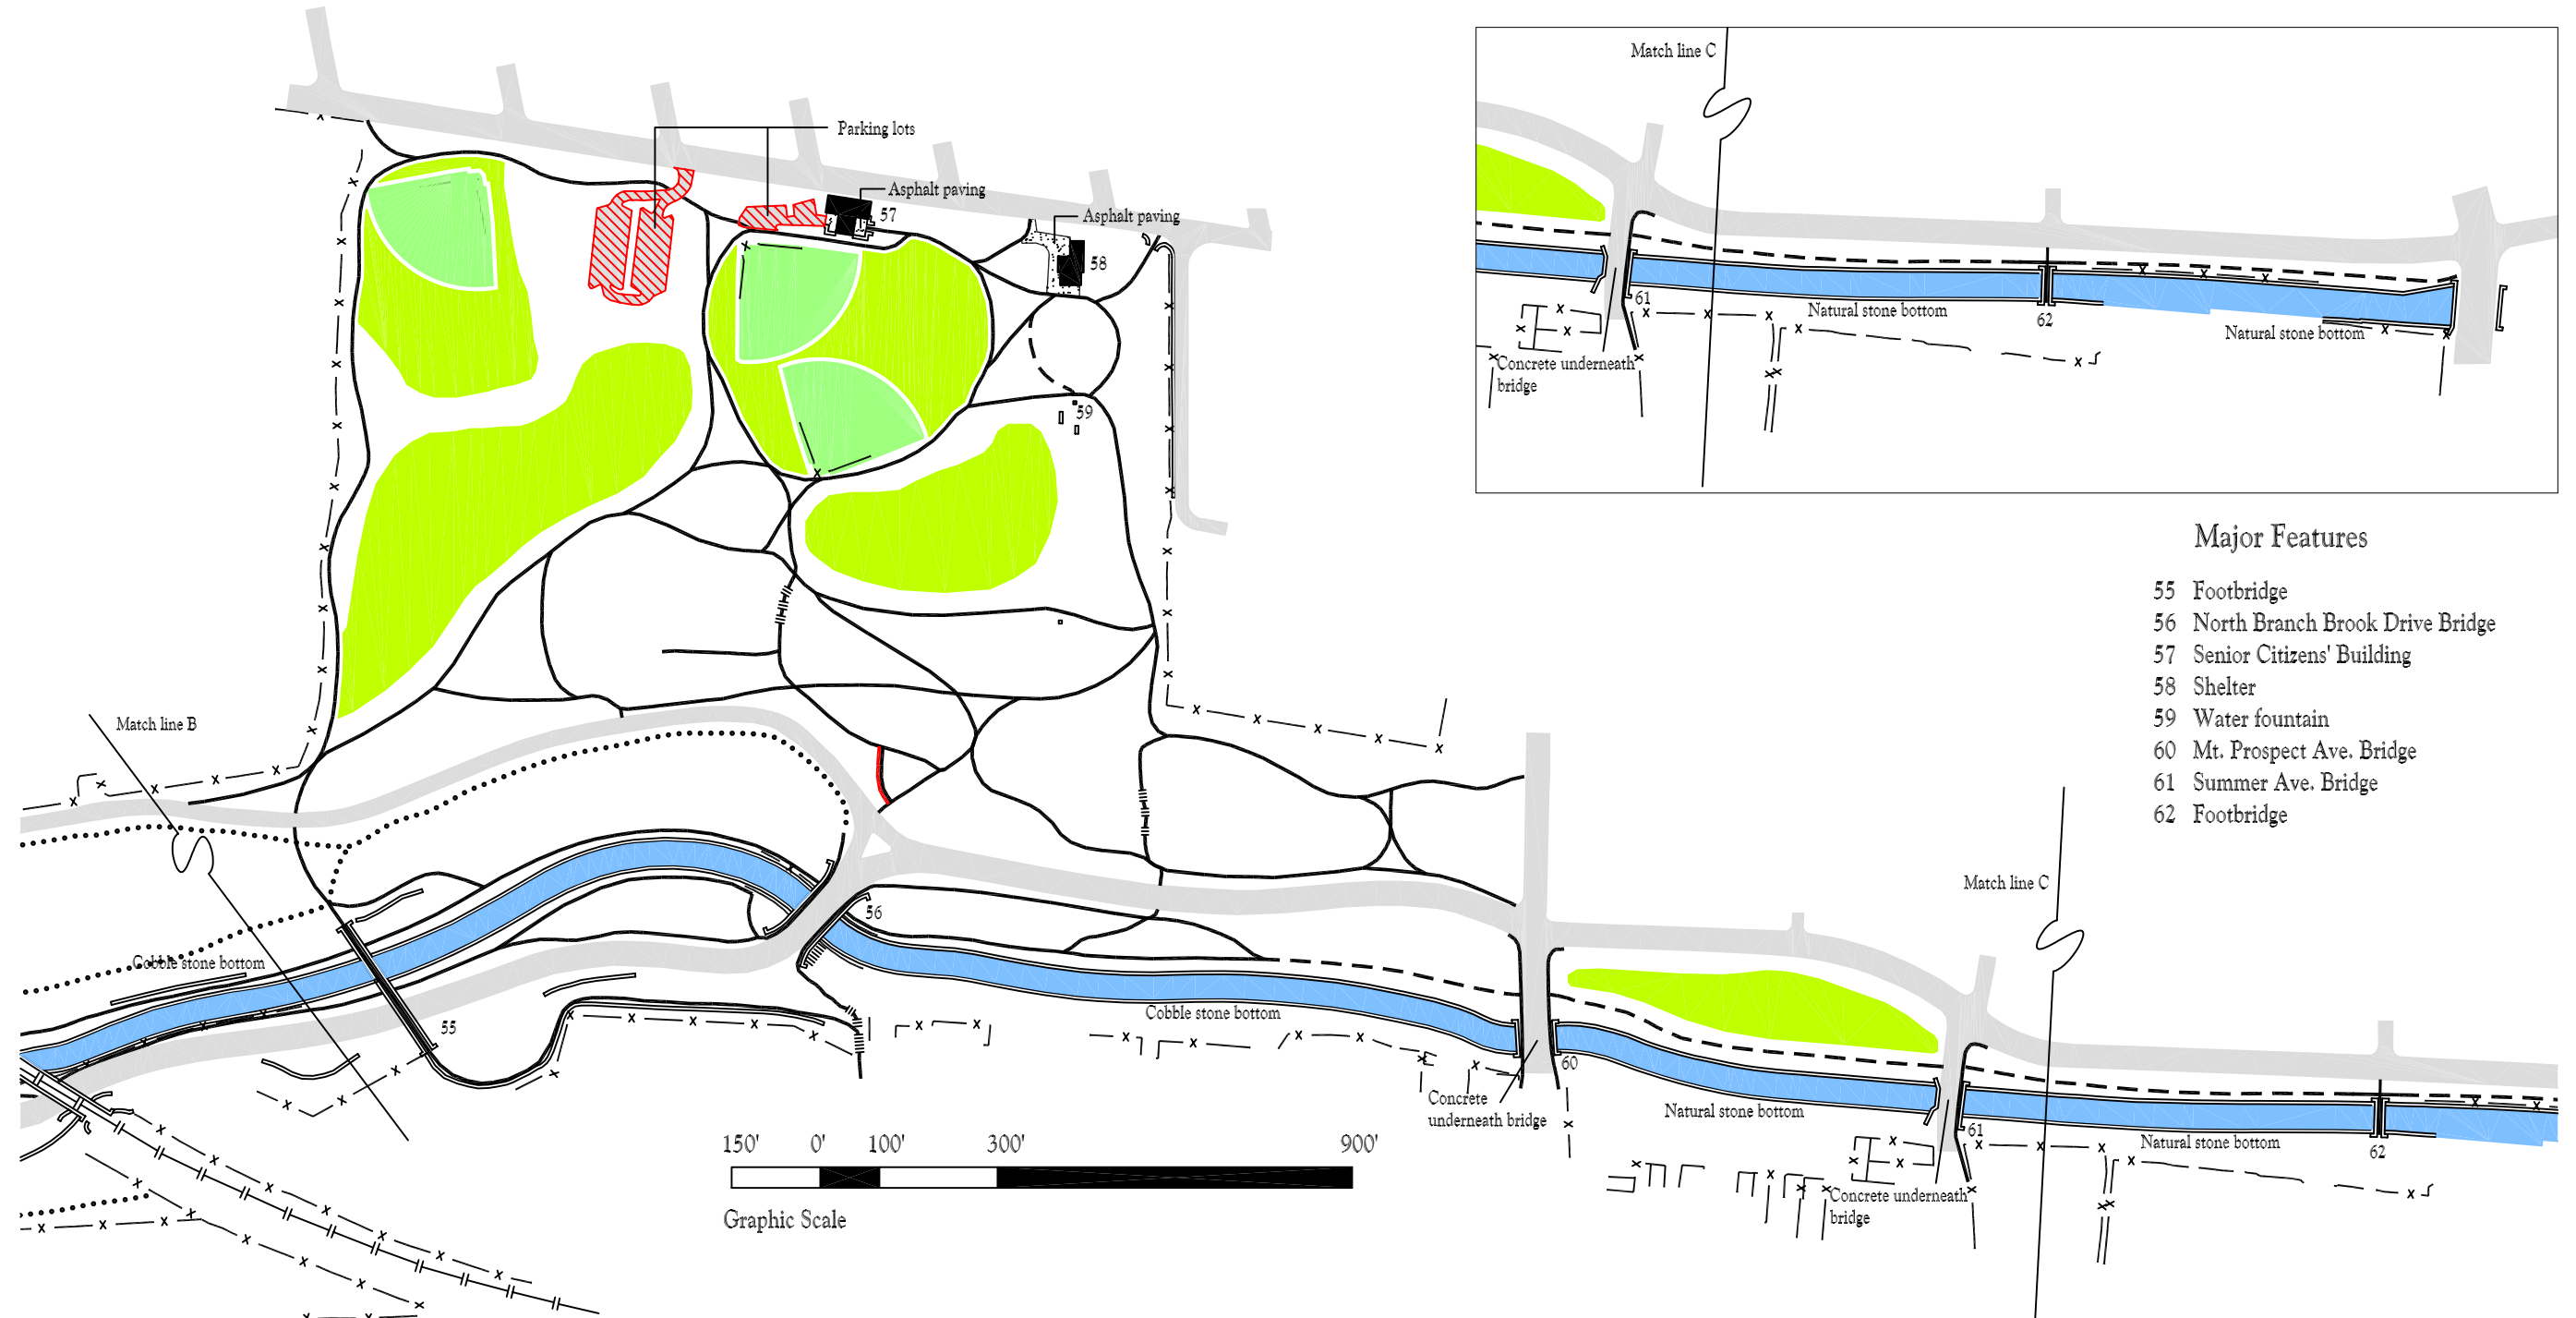 Match line C
Parking lots
Asphalt paving
57
Asphalt paving
58
59
61
Natural stone bottom
62
Natural stone bottom
Concrete underneath
bridge
Major Features
55 Footbridge
56 North Branch Brook Drive Bridge
57 Senior Citizens' Building
58 Shelter
59 Water fountain
60 Mt. Prospect Ave. Bridge
61 Summer Ave. Bridge
62 Footbridge
Match line B
Match line C
56
Cobble stone bottom
55
Cobble stone bottom
60
Concrete
underneath bridge
Natural stone bottom
61
Natural stone bottom
62
Concrete underneath
bridge
150' 0' 100' 300' 900'
Graphic Scale